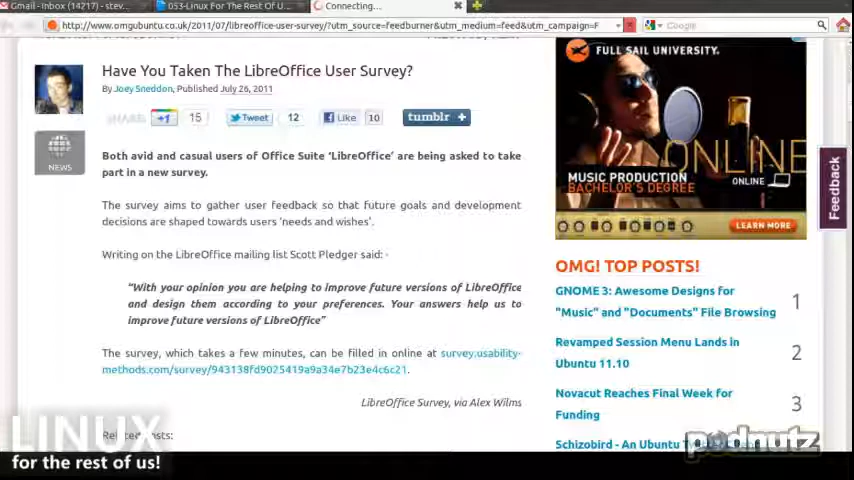 Gmail - Inbox (14217) - stev...
053-Linux For The Rest Of U...
Connecting...
http://www.omgubuntu.co.uk/2011/07/libreoffice-user-survey/?utm_source=feedburner&utm_medium=feed&utm_campaign=F
Google
Have You Taken The LibreOffice User Survey?
By Joey Sneddon, Published July 26, 2011
SHARE +1 15 Tweet 12 Like 10 tumblr +
NEWS
Both avid and casual users of Office Suite ‘LibreOffice’ are being asked to take
part in a new survey.
The survey aims to gather user feedback so that future goals and development
decisions are shaped towards users ‘needs and wishes’.
Writing on the LibreOffice mailing list Scott Pledger said: -
“With your opinion you are helping to improve future versions of LibreOffice
and design them according to your preferences. Your answers help us to
improve future versions of LibreOffice”
The survey, which takes a few minutes, can be filled in online at survey.usability-
methods.com/survey/943138fd9025419a9a34e7b23e4c6c21.
LibreOffice Survey, via Alex Wilms
Related Posts:
FULL SAIL UNIVERSITY.
ONLINE
MUSIC PRODUCTION
BACHELOR'S DEGREE
ONLINE
LEARN MORE
Feedback
OMG! TOP POSTS!
GNOME 3: Awesome Designs for
"Music" and "Documents" File Browsing
1
Revamped Session Menu Lands in
Ubuntu 11.10
2
Novacut Reaches Final Week for
Funding
3
Schizobird - An Ubuntu
LINUX
for the rest of us!
podnutz